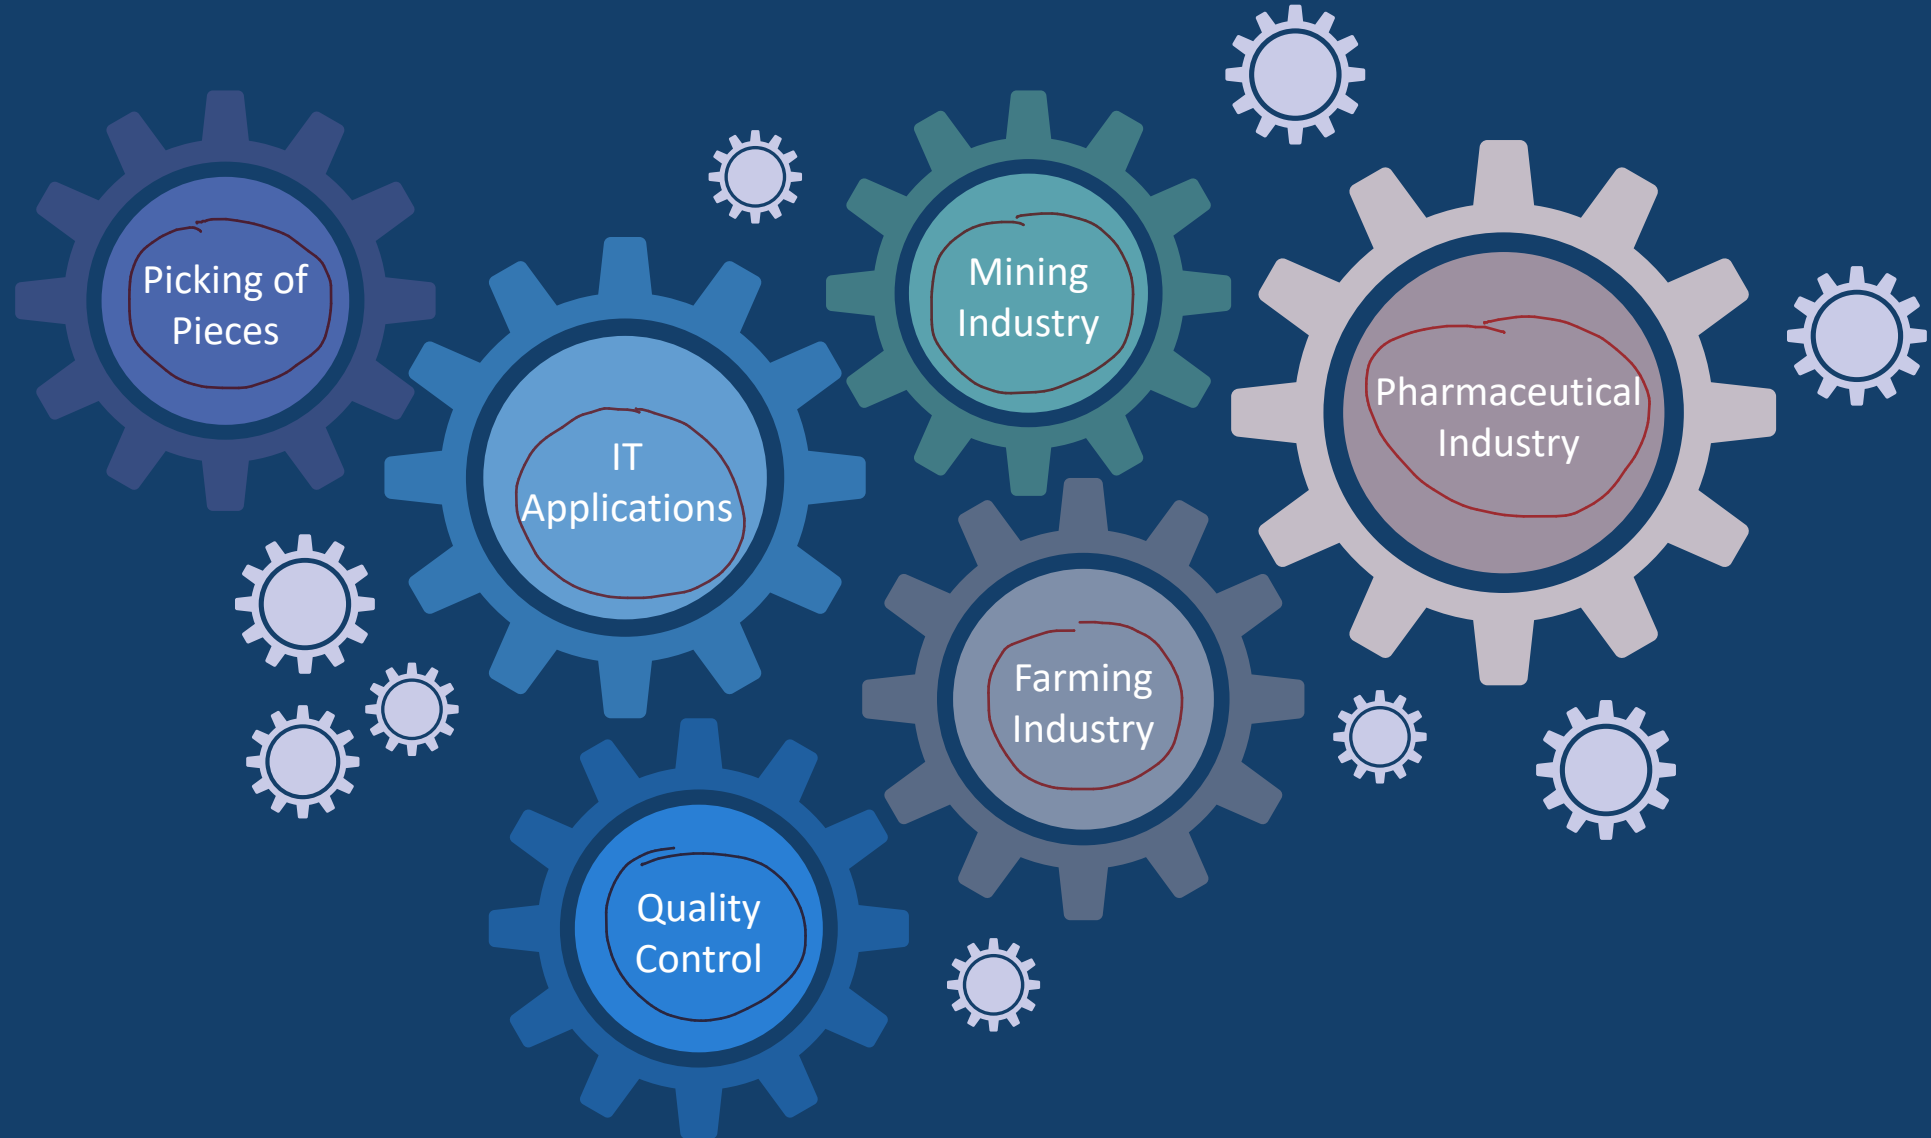 Picking of
Pieces
IT
Applications
Mining
Industry
Pharmaceutical
Industry
Farming
Industry
Quality
Control